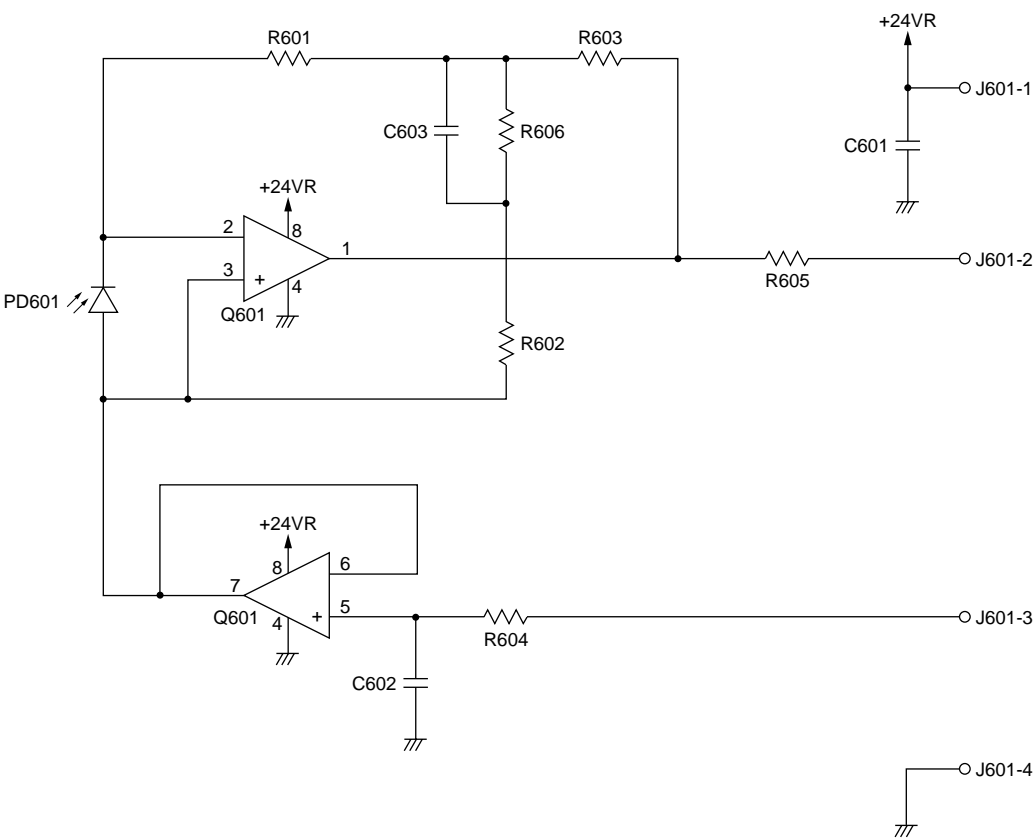 +24VR
R601
R603
J601-1
C603
R606
C601
+24VR
2
8
1
3
+
4
J601-2
R605
PD601
Q601
R602
+24VR
8
6
7
Q601
+
5
4
J601-3
R604
C602
J601-4